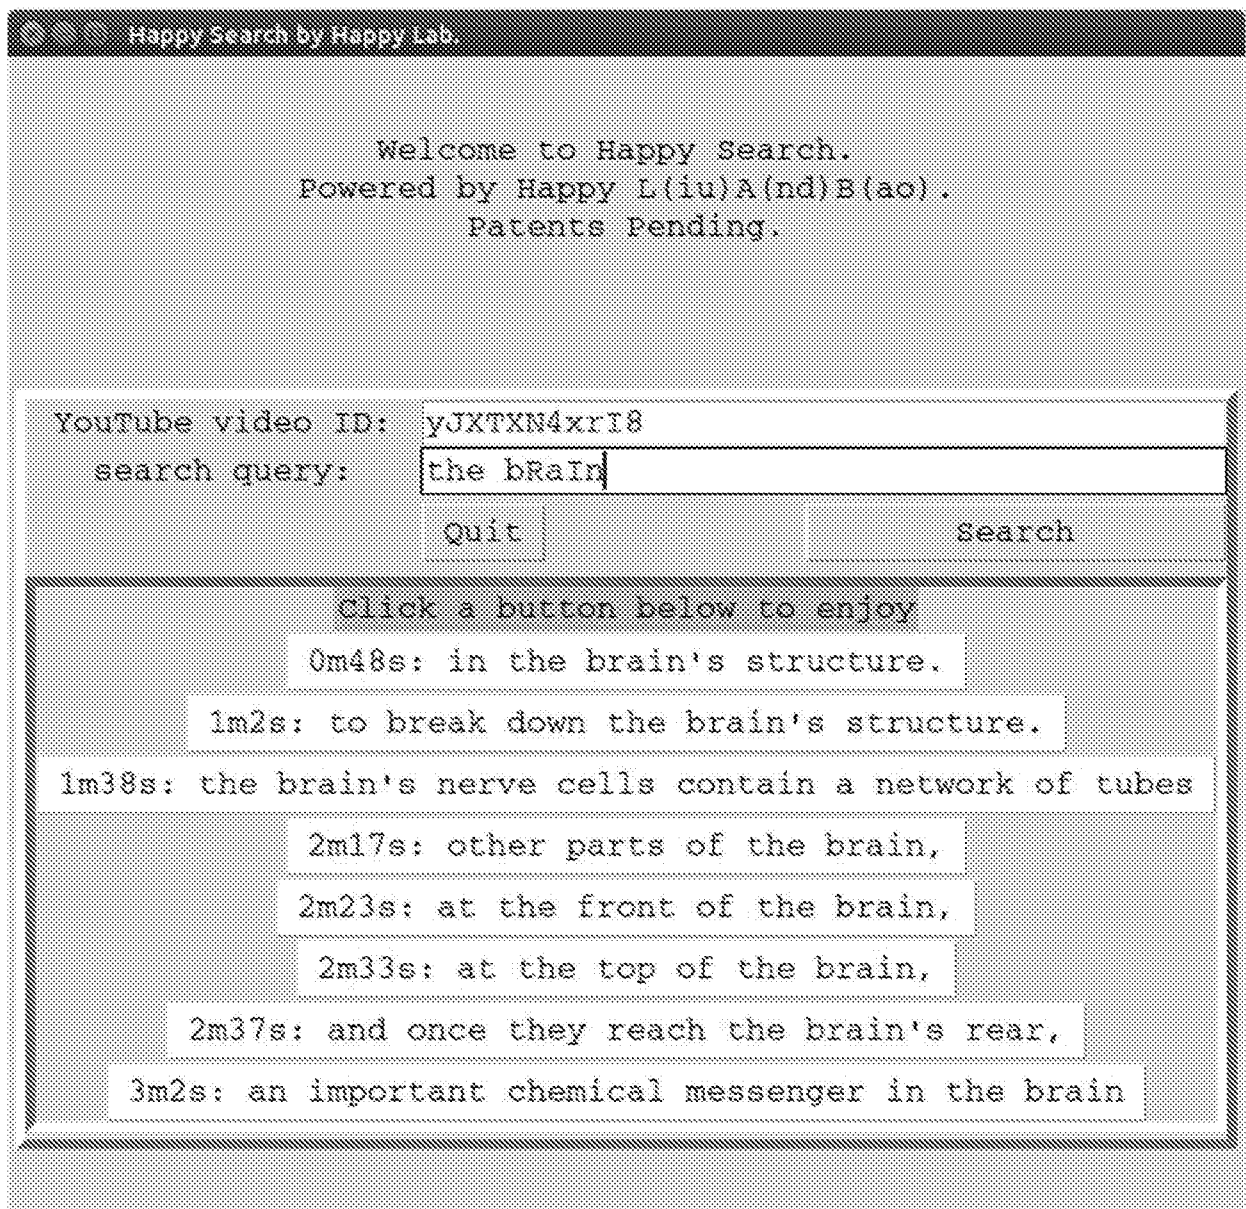 Happy Search by Happy Lab.
Welcome to Happy Search.
Powered by Happy L(iu)A(nd)B(ao).
Patents Pending.
YouTube video ID: yJXTXN4xrI8
search query: the bRaIn
Quit Search
Click a button below to enjoy
0m48s: in the brain's structure.
1m2s: to break down the brain's structure.
1m38s: the brain's nerve cells contain a network of tubes
2m17s: other parts of the brain,
2m23s: at the front of the brain,
2m33s: at the top of the brain,
2m37s: and once they reach the brain's rear,
3m2s: an important chemical messenger in the brain